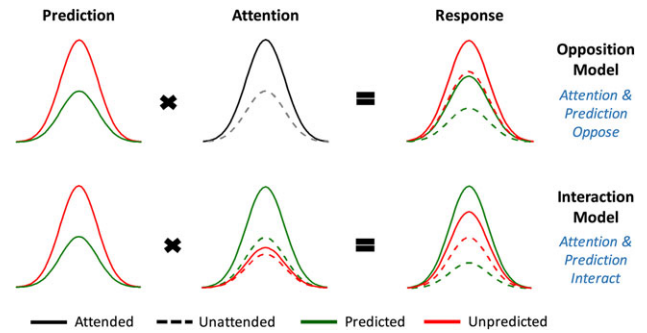 Prediction
Attention
Response
Opposition
Model
Attention &
Prediction
Oppose
Interaction
Model
Attention &
Prediction
Interact
Attended
Unattended
Predicted
Unpredicted